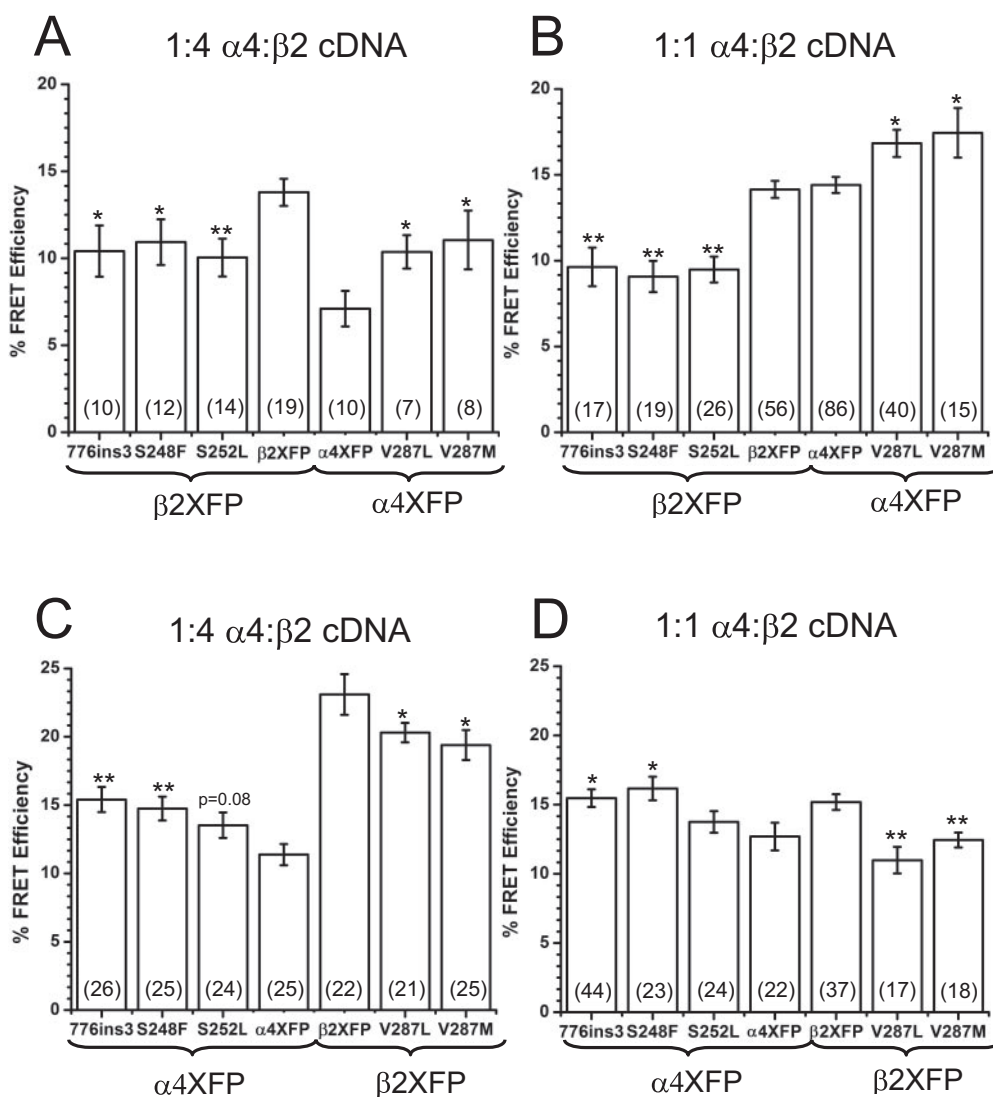 A
1:4 α4:β2 cDNA
% FRET Efficiency
20
15
10
5
0
* * ** * *
(10) (12) (14) (19) (10) (7) (8)
776ins3 S248F S252L β2XFP α4XFP V287L V287M
β2XFP α4XFP
B
1:1 α4:β2 cDNA
% FRET Efficiency
20
15
10
5
0
** ** ** * *
(17) (19) (26) (56) (86) (40) (15)
776ins3 S248F S252L β2XFP α4XFP V287L V287M
β2XFP α4XFP
C
1:4 α4:β2 cDNA
% FRET Efficiency
25
20
15
10
5
0
** ** p=0.08 * *
(26) (25) (24) (25) (22) (21) (25)
776ins3 S248F S252L α4XFP β2XFP V287L V287M
α4XFP β2XFP
D
1:1 α4:β2 cDNA
% FRET Efficiency
25
20
15
10
5
0
* * ** **
(44) (23) (24) (22) (37) (17) (18)
776ins3 S248F S252L α4XFP β2XFP V287L V287M
α4XFP β2XFP